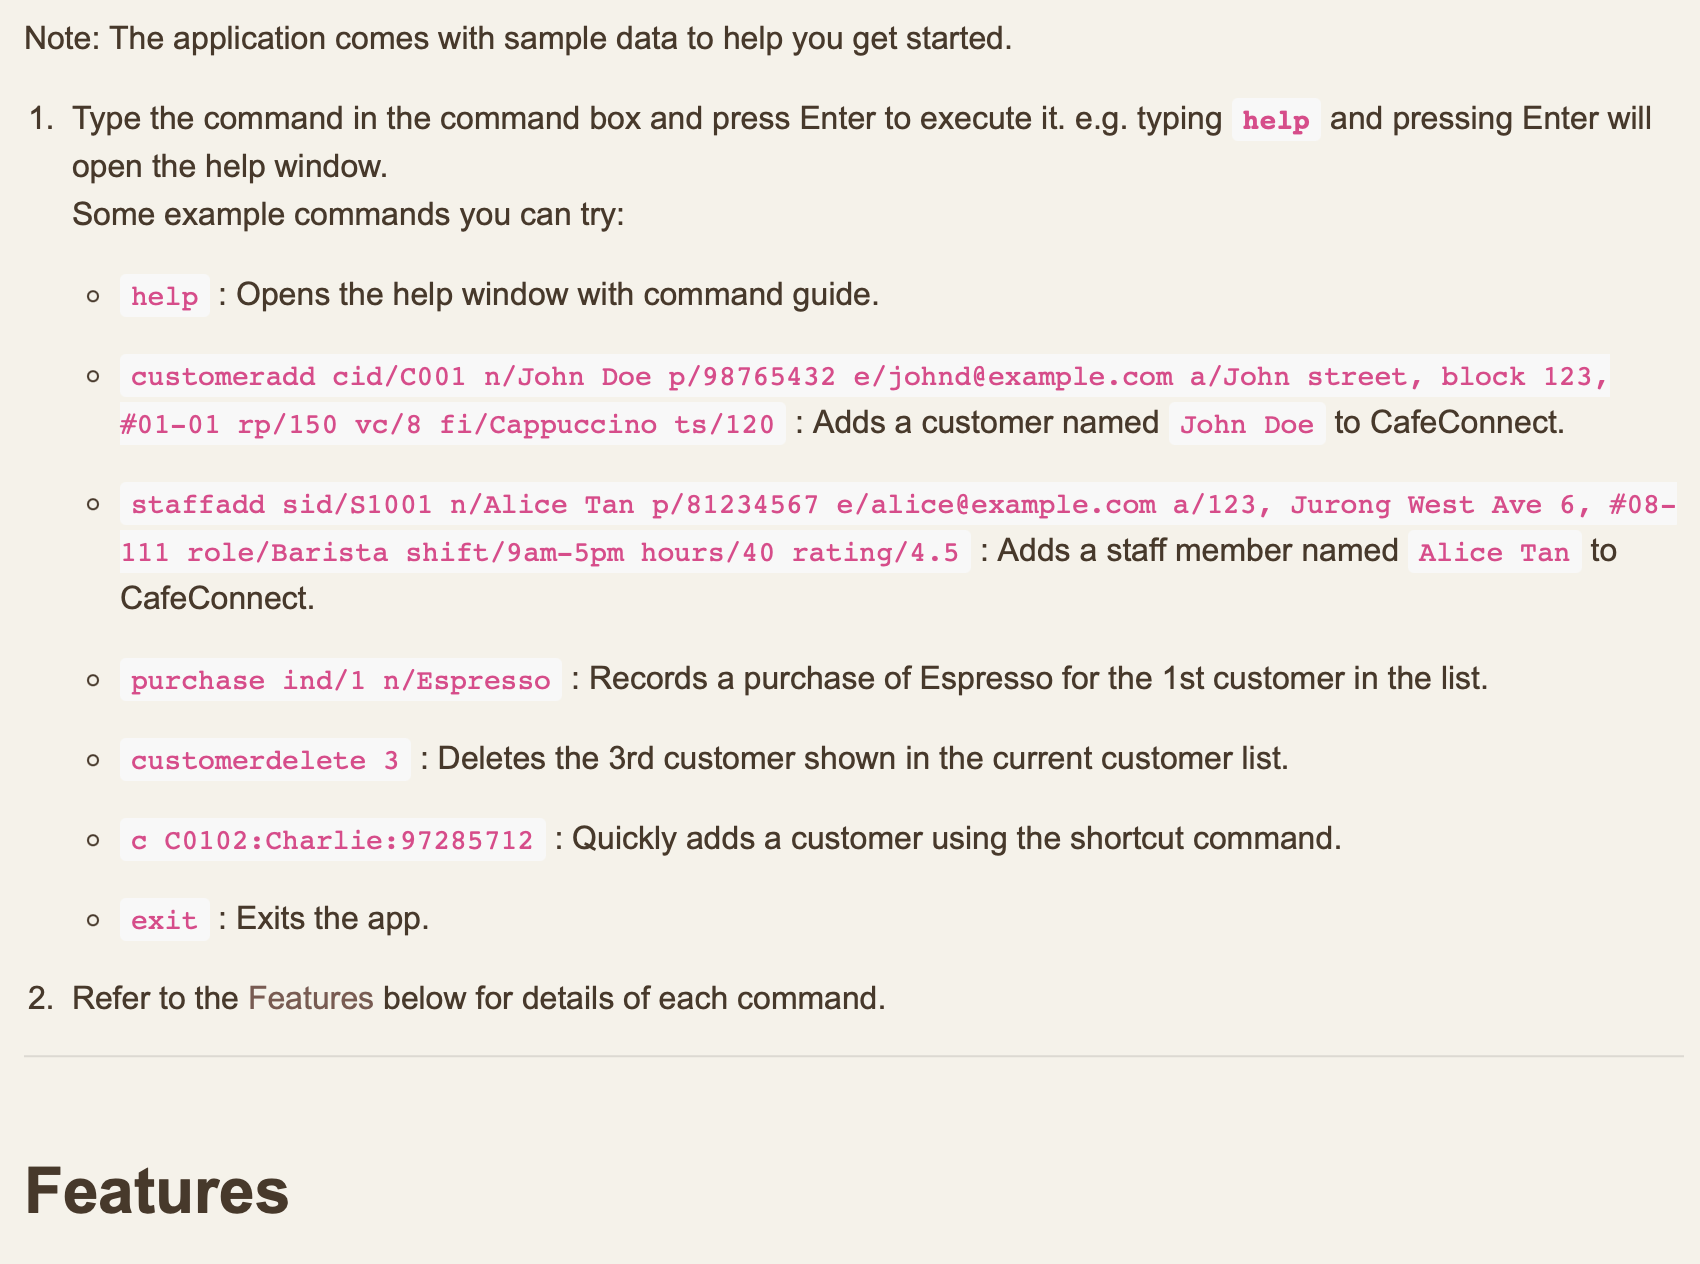 Note: The application comes with sample data to help you get started.
1. Type the command in the command box and press Enter to execute it. e.g. typing help and pressing Enter will
open the help window.
Some example commands you can try:
help : Opens the help window with command guide.
customeradd cid/C001 n/John Doe p/98765432 e/johnd@example.com a/John street, block 123,
#01-01 rp/150 vc/8 fi/Cappuccino ts/120 : Adds a customer named John Doe to CafeConnect.
staffadd sid/S1001 n/Alice Tan p/81234567 e/alice@example.com a/123, Jurong West Ave 6, #08-
111 role/Barista shift/9am-5pm hours/40 rating/4.5 : Adds a staff member named Alice Tan to
CafeConnect.
purchase ind/1 n/Espresso : Records a purchase of Espresso for the 1st customer in the list.
customerdelete 3 : Deletes the 3rd customer shown in the current customer list.
c C0102:Charlie:97285712 : Quickly adds a customer using the shortcut command.
exit : Exits the app.
2. Refer to the Features below for details of each command.
Features